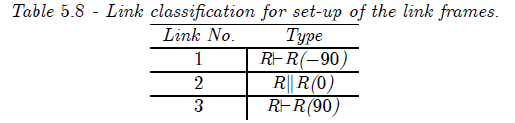 Table 5.8 - Link classification for set-up of the link frames.
Link No. Type
1 R⊢R(−90)
2 R∥R(0)
3 R⊢R(90)